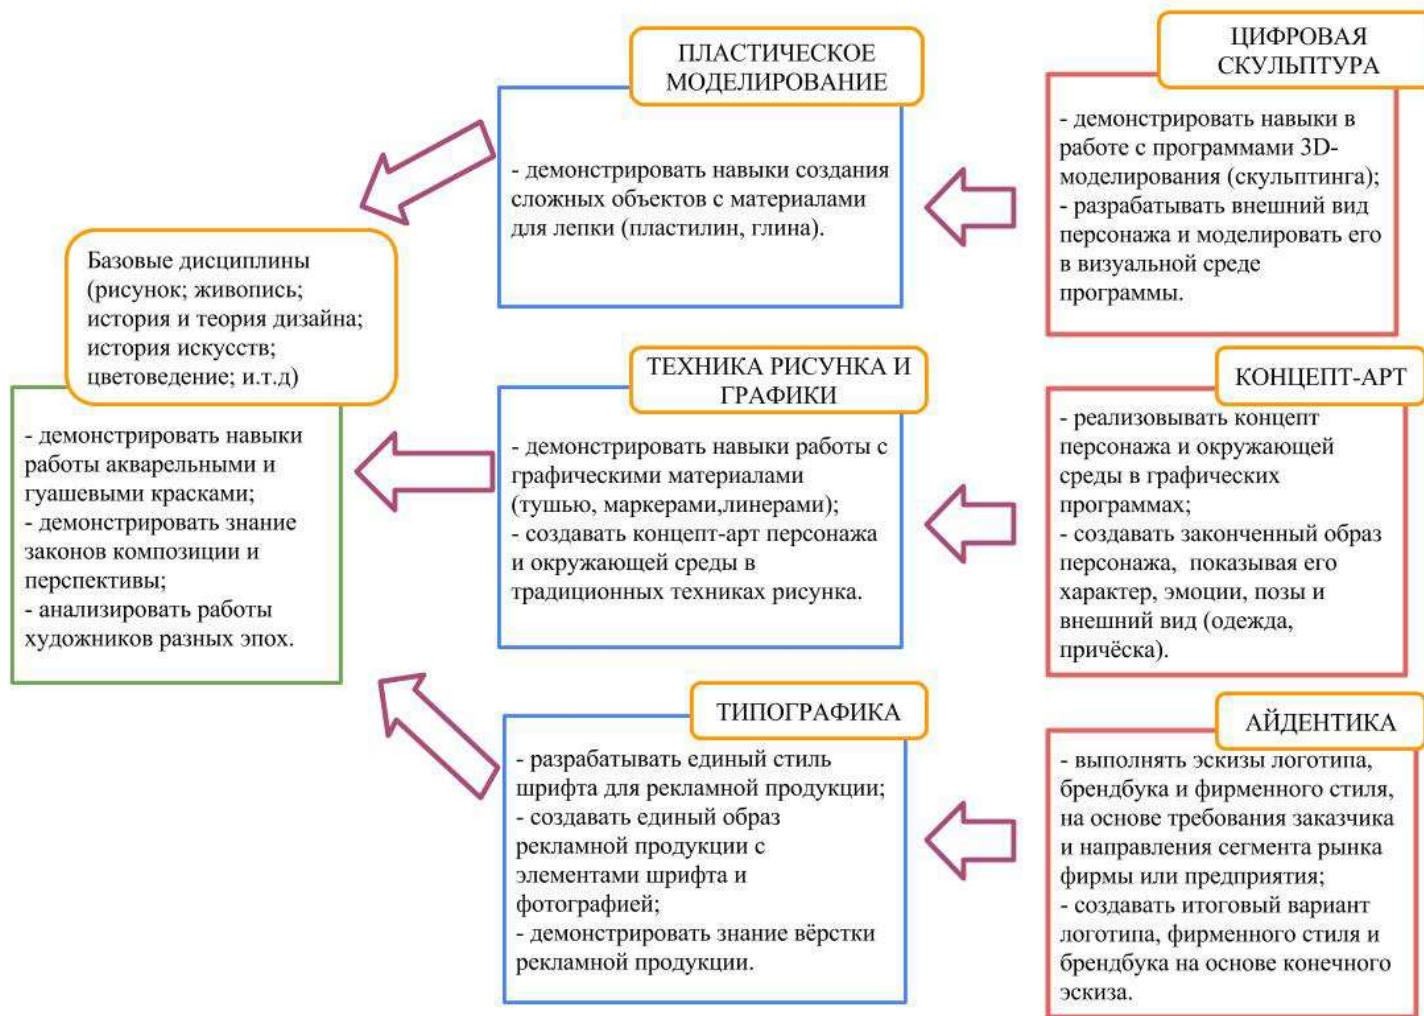 Базовые дисциплины
(рисунок; живопись;
история и теория дизайна;
история искусств;
цветоведение; и.т.д)
- демонстрировать навыки
работы акварельными и
гуашевыми красками;
- демонстрировать знание
законов композиции и
перспективы;
- анализировать работы
художников разных эпох.
ПЛАСТИЧЕСКОЕ
МОДЕЛИРОВАНИЕ
- демонстрировать навыки создания
сложных объектов с материалами
для лепки (пластилин, глина).
ТЕХНИКА РИСУНКА И
ГРАФИКИ
- демонстрировать навыки работы с
графическими материалами
(тушью, маркерами,линерами);
- создавать концепт-арт персонажа
и окружающей среды в
традиционных техниках рисунка.
ТИПОГРАФИКА
- разрабатывать единый стиль
шрифта для рекламной продукции;
- создавать единый образ
рекламной продукции с
элементами шрифта и
фотографией;
- демонстрировать знание вёрстки
рекламной продукции.
ЦИФРОВАЯ
СКУЛЬПТУРА
- демонстрировать навыки в
работе с программами 3D-
моделирования (скульптинга);
- разрабатывать внешний вид
персонажа и моделировать его
в визуальной среде
программы.
КОНЦЕПТ-АРТ
- реализовывать концепт
персонажа и окружающей
среды в графических
программах;
- создавать законченный образ
персонажа, показывая его
характер, эмоции, позы и
внешний вид (одежда,
причёска).
АЙДЕНТИКА
- выполнять эскизы логотипа,
брендбука и фирменного стиля,
на основе требования заказчика
и направления сегмента рынка
фирмы или предприятия;
- создавать итоговый вариант
логотипа, фирменного стиля и
брендбука на основе конечного
эскиза.